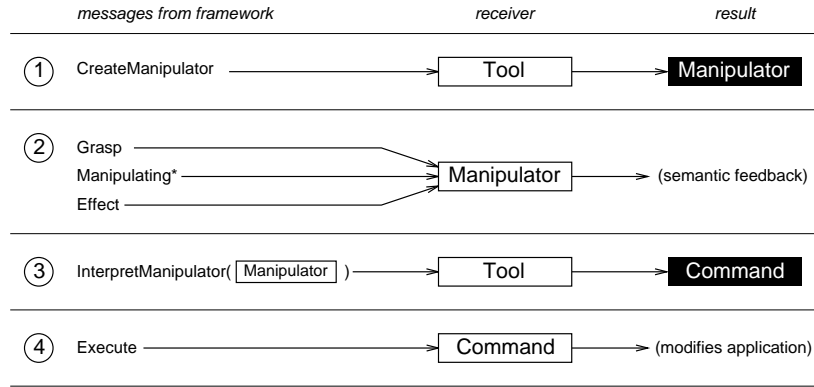 messages from framework receiver result
1 CreateManipulator Tool Manipulator
2 Grasp
Manipulating* Manipulator (semantic feedback)
Effect
3 InterpretManipulator( Manipulator ) Tool Command
4 Execute Command (modifies application)